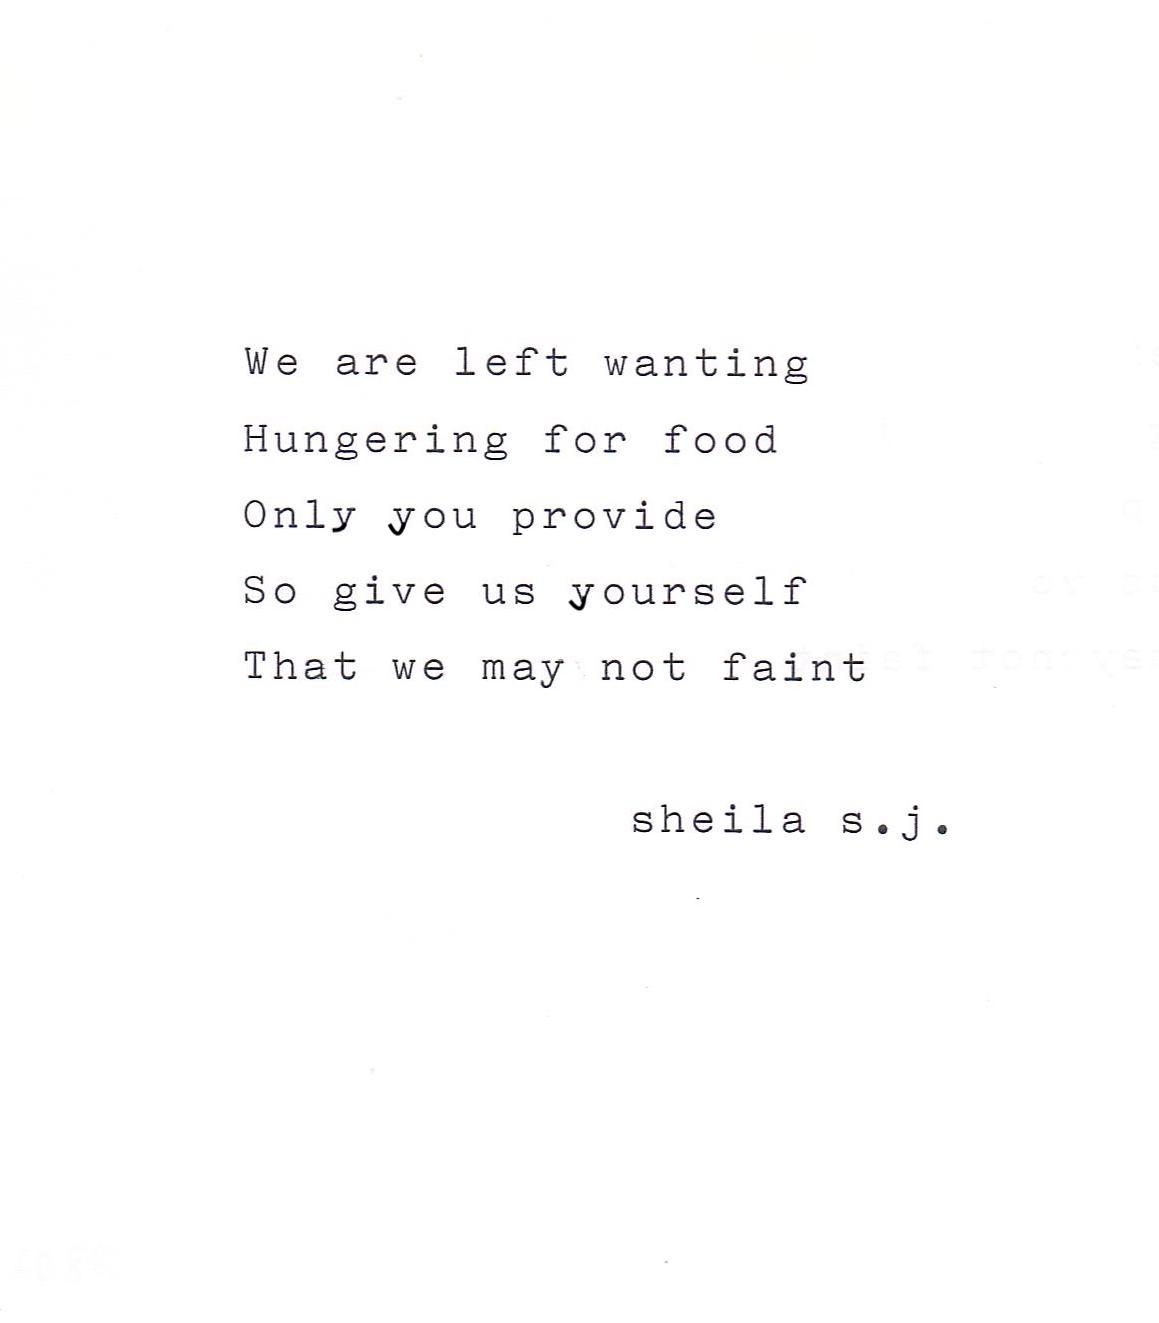 We are left wanting
Hungering for food
Only you provide
So give us yourself
That we may not faint
sheila s.j.